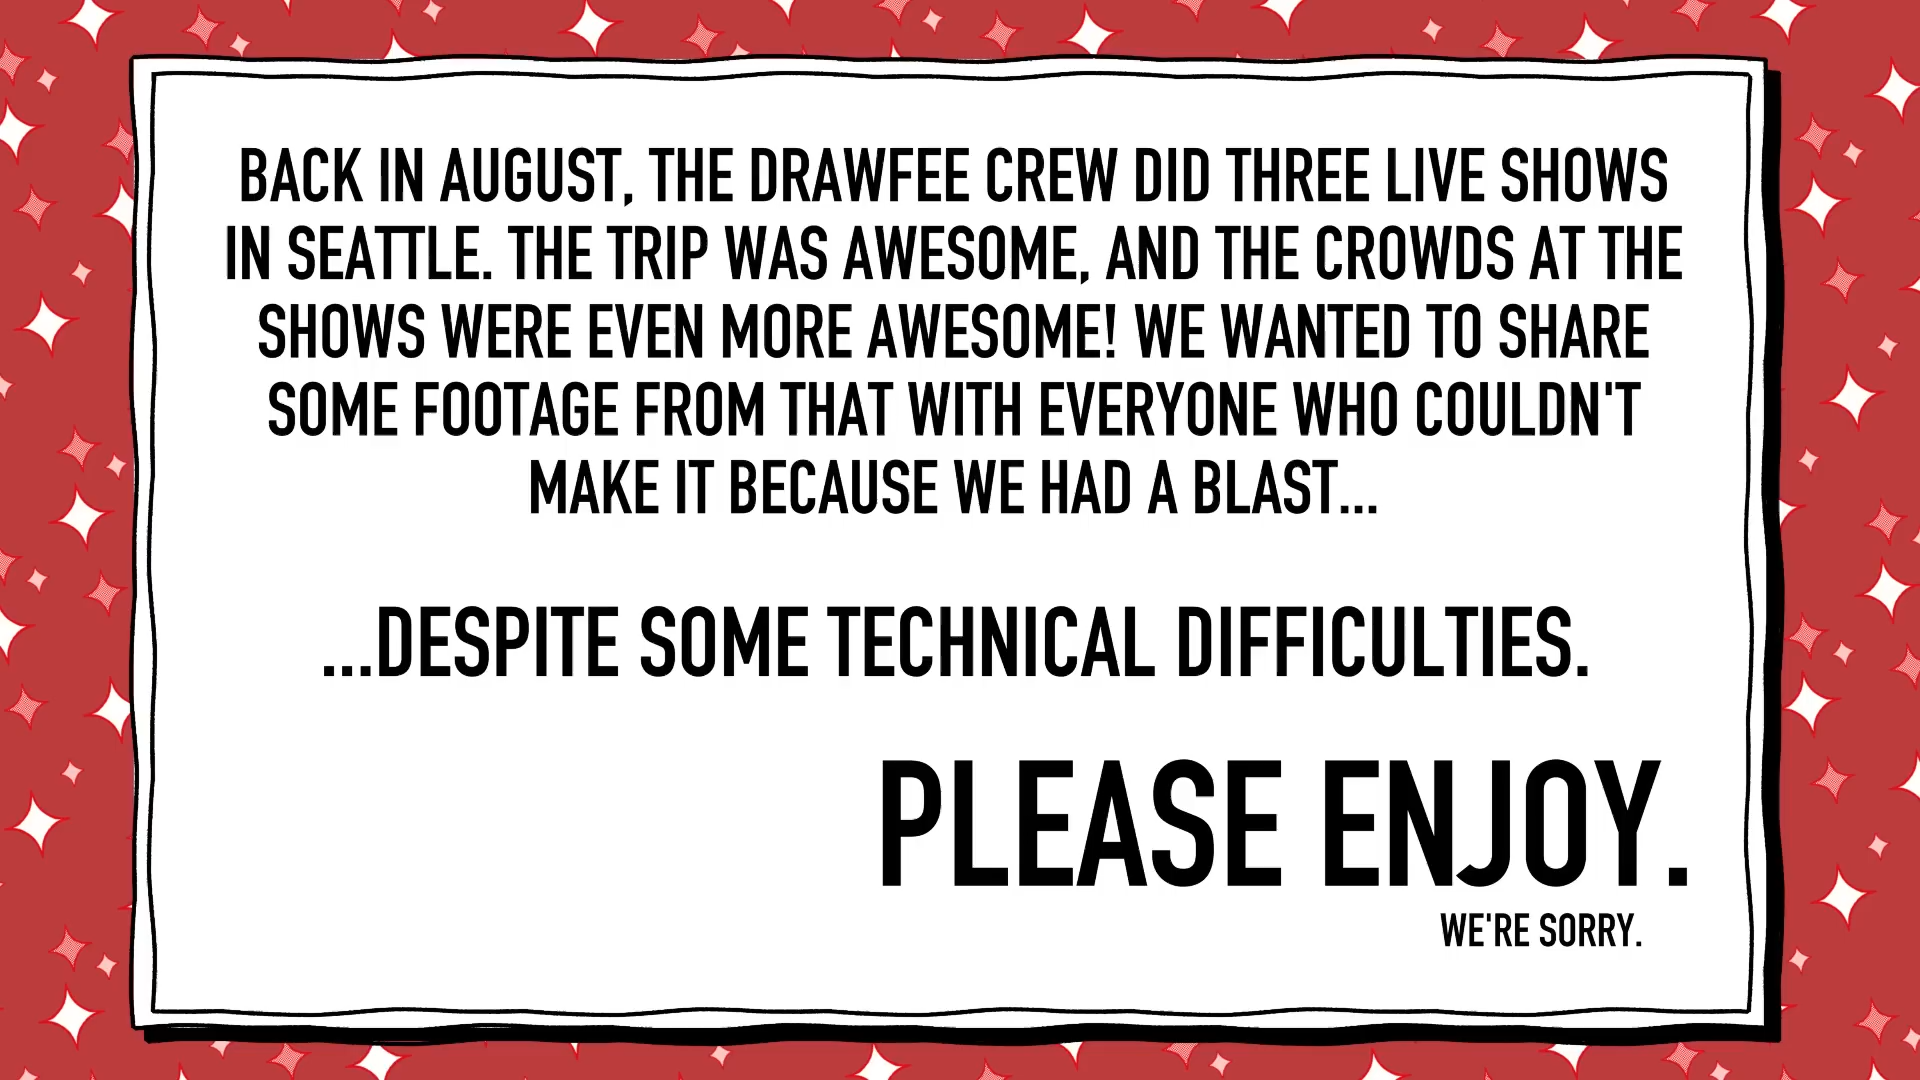 BACK IN AUGUST, THE DRAWFEE CREW DID THREE LIVE SHOWS
IN SEATTLE. THE TRIP WAS AWESOME, AND THE CROWDS AT THE
SHOWS WERE EVEN MORE AWESOME! WE WANTED TO SHARE
SOME FOOTAGE FROM THAT WITH EVERYONE WHO COULDN'T
MAKE IT BECAUSE WE HAD A BLAST...
...DESPITE SOME TECHNICAL DIFFICULTIES.
PLEASE ENJOY.
WE'RE SORRY.